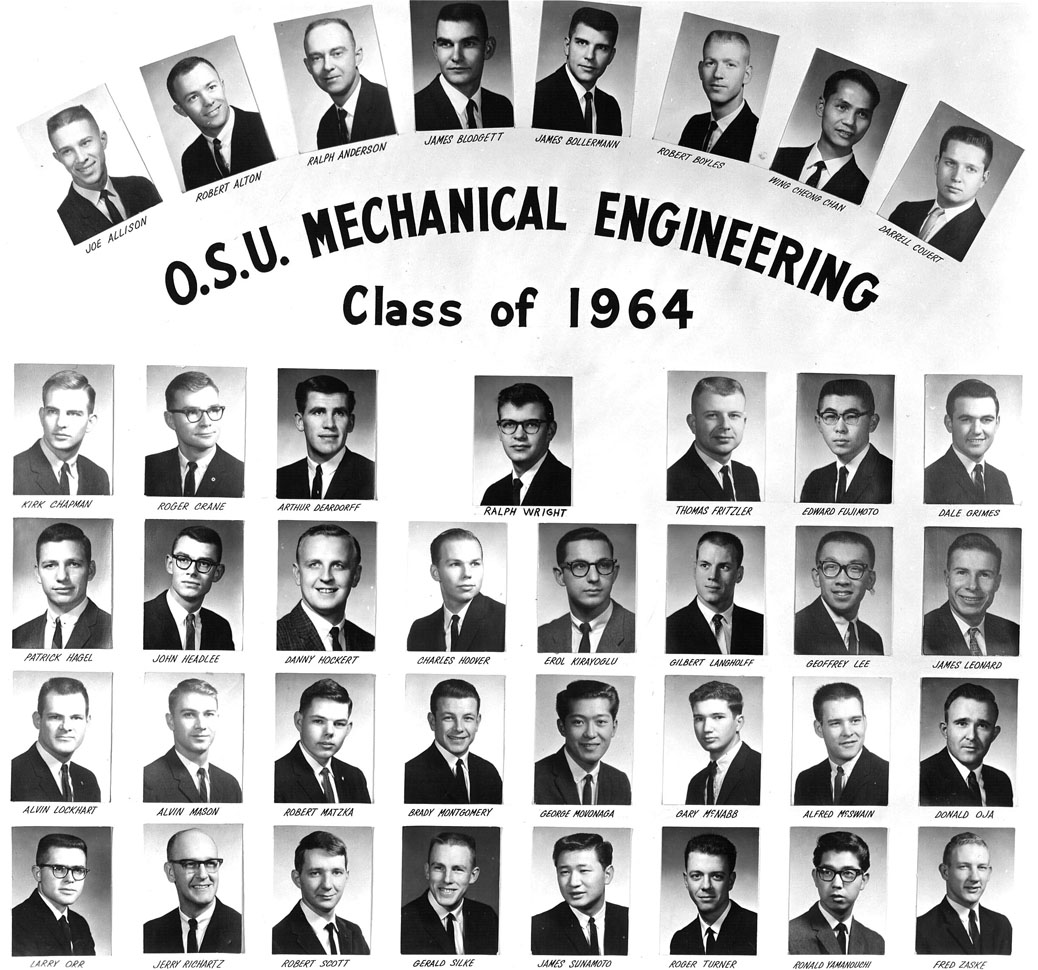 JOE ALLISON
ROBERT ALTON
RALPH ANDERSON
JAMES BLODGETT
JAMES BOLLERMANN
ROBERT BOYLES
WING CHEONG CHAN
DARRELL COUERT
O.S.U. MECHANICAL ENGINEERING
Class of 1964
KIRK CHAPMAN
ROGER CRANE
ARTHUR DEARDORFF
RALPH WRIGHT
THOMAS FRITZLER
EDWARD FUJIMOTO
DALE GRIMES
PATRICK HAGEL
JOHN HEADLEE
DANNY HOCKERT
CHARLES HOOVER
EROL KIRAYOGLU
GILBERT LANGHOLFF
GEOFFREY LEE
JAMES LEONARD
ALVIN LOCKHART
ALVIN MASON
ROBERT MATZKA
BRADY MONTGOMERY
GEORGE MOVONAGA
GARY McNABB
ALFRED McSWAIN
DONALD OJA
LARRY ORR
JERRY RICHARTZ
ROBERT SCOTT
GERALD SILKE
JAMES SUNAMOTO
ROGER TURNER
RONALD YAMANOUCHI
FRED ZASKE